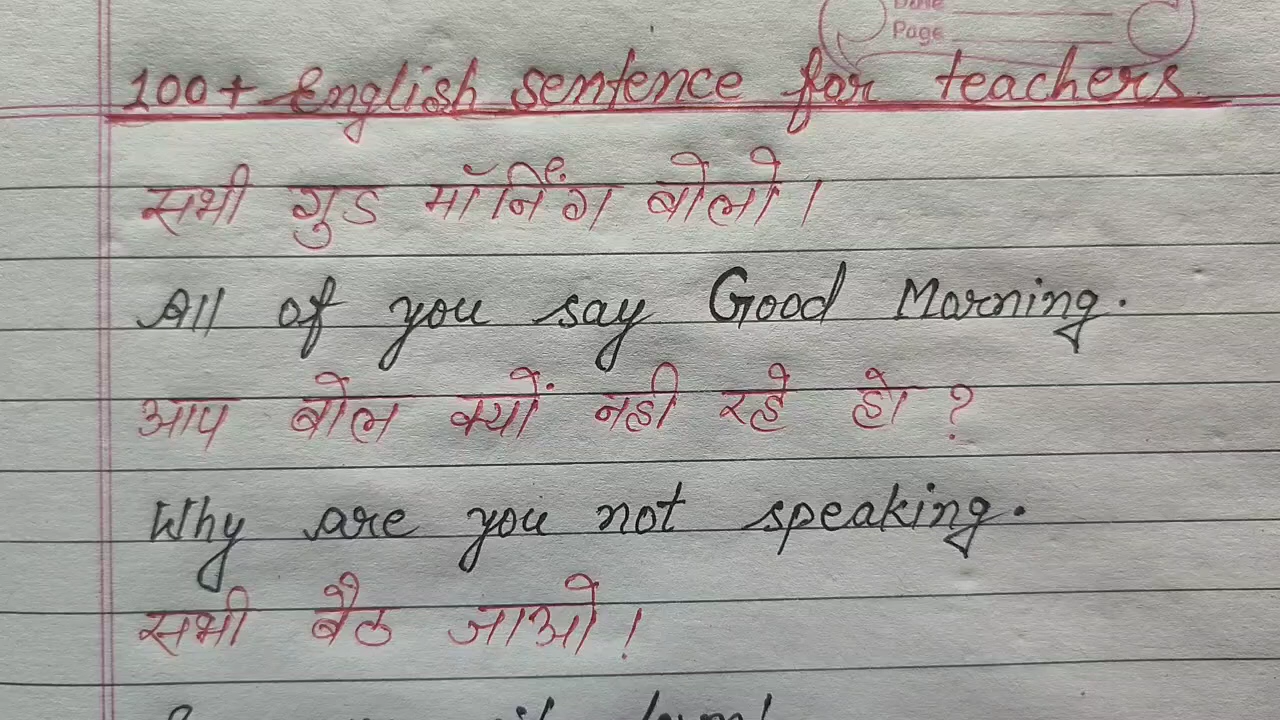 Date
Page
100+ English sentence for teachers
सभी गुड मॉर्निंग बोलो।
All of you say Good Morning.
आप बोल क्यों नही रहे हो?
Why are you not speaking.
सभी बैठ जाओ!